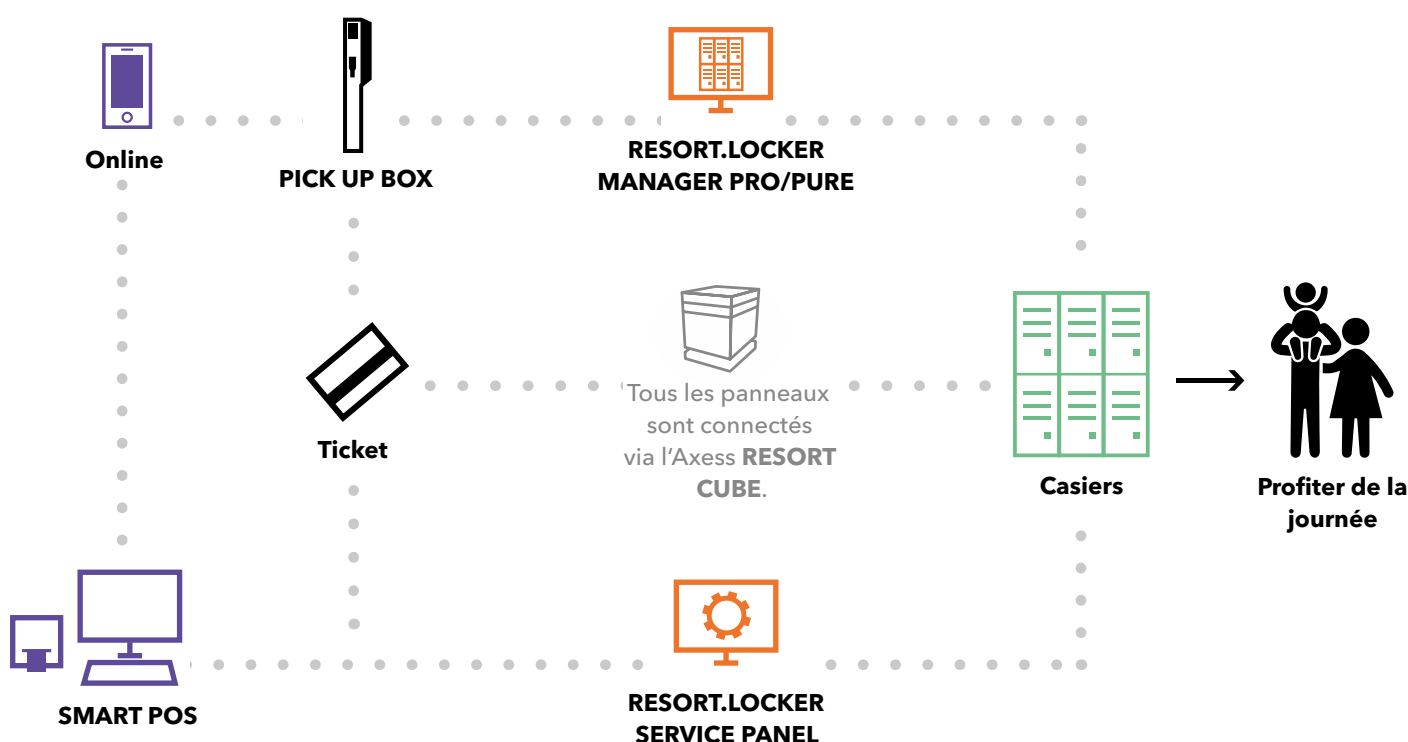 Online
PICK UP BOX
RESORT.LOCKER
MANAGER PRO/PURE
Ticket
Tous les panneaux
sont connectés
via l'Axess RESORT
CUBE.
Casiers
Profiter de la
journée
SMART POS
RESORT.LOCKER
SERVICE PANEL